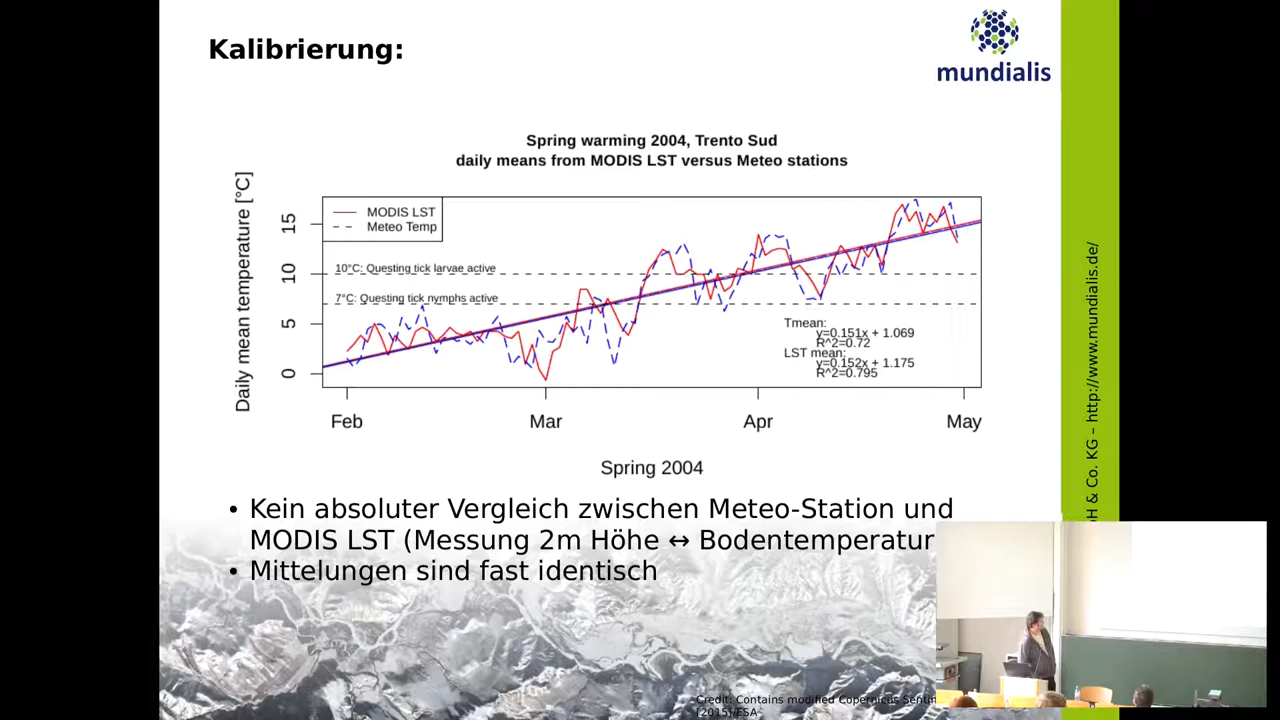 Kalibrierung:
mundialis
Spring warming 2004, Trento Sud
daily means from MODIS LST versus Meteo stations
Daily mean temperature [°C]
15
10
5
0
MODIS LST
Meteo Temp
10°C: Questing tick larvae active
7°C: Questing tick nymphs active
Tmean:
y=0.151x + 1.069
R^2=0.72
LST mean:
y=0.152x + 1.175
R^2=0.795
Feb Mar Apr May
Spring 2004
• Kein absoluter Vergleich zwischen Meteo-Station und
MODIS LST (Messung 2m Höhe ↔ Bodentemperatur
• Mittelungen sind fast identisch
H & Co. KG – http://www.mundialis.de/
Credit: Contains modified Copernicus
[2015]/ESA